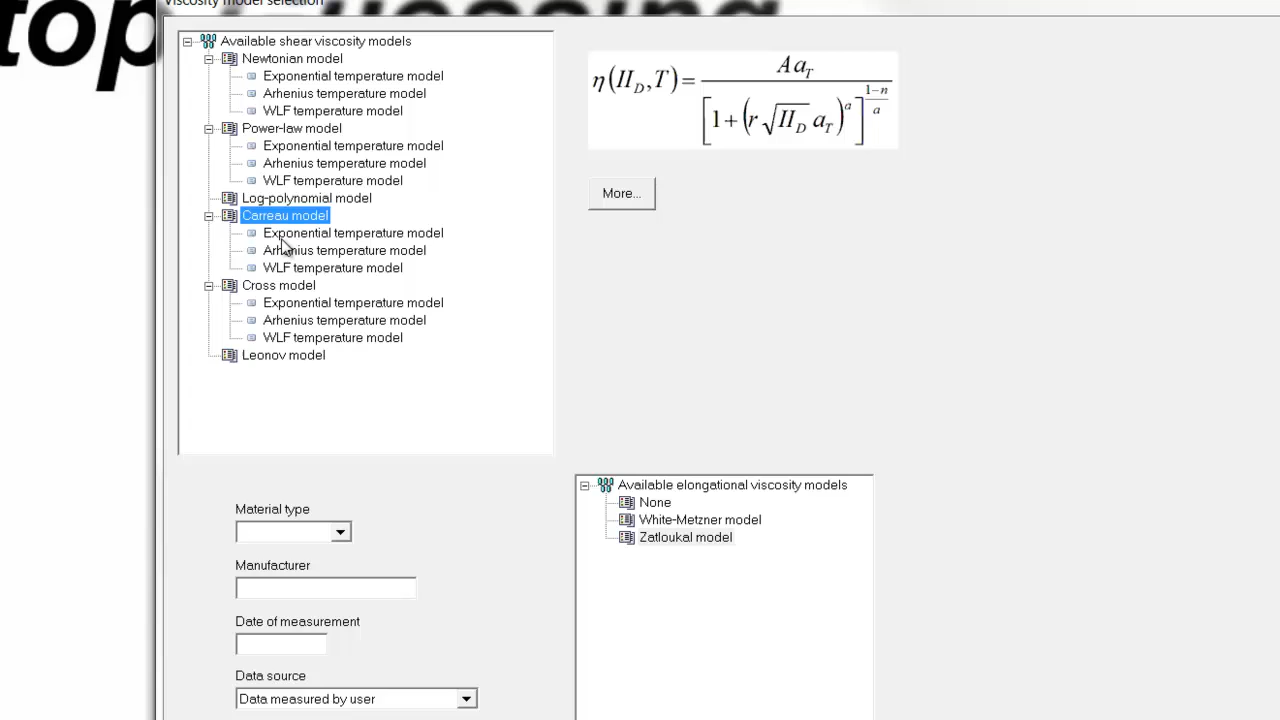 Viscosity model selection
top
Available shear viscosity models
Newtonian model
Exponential temperature model
Arhenius temperature model
WLF temperature model
Power-law model
Exponential temperature model
Arhenius temperature model
WLF temperature model
Log-polynomial model
Carreau model
Exponential temperature model
Arhenius temperature model
WLF temperature model
Cross model
Exponential temperature model
Arhenius temperature model
WLF temperature model
Leonov model
η(II_D,T)= Aa_T / [1+(r√II_D a_T)^a]^((1-n)/a)
More...
Available elongational viscosity models
None
White-Metzner model
Zatloukal model
Material type
Manufacturer
Date of measurement
Data source
Data measured by user